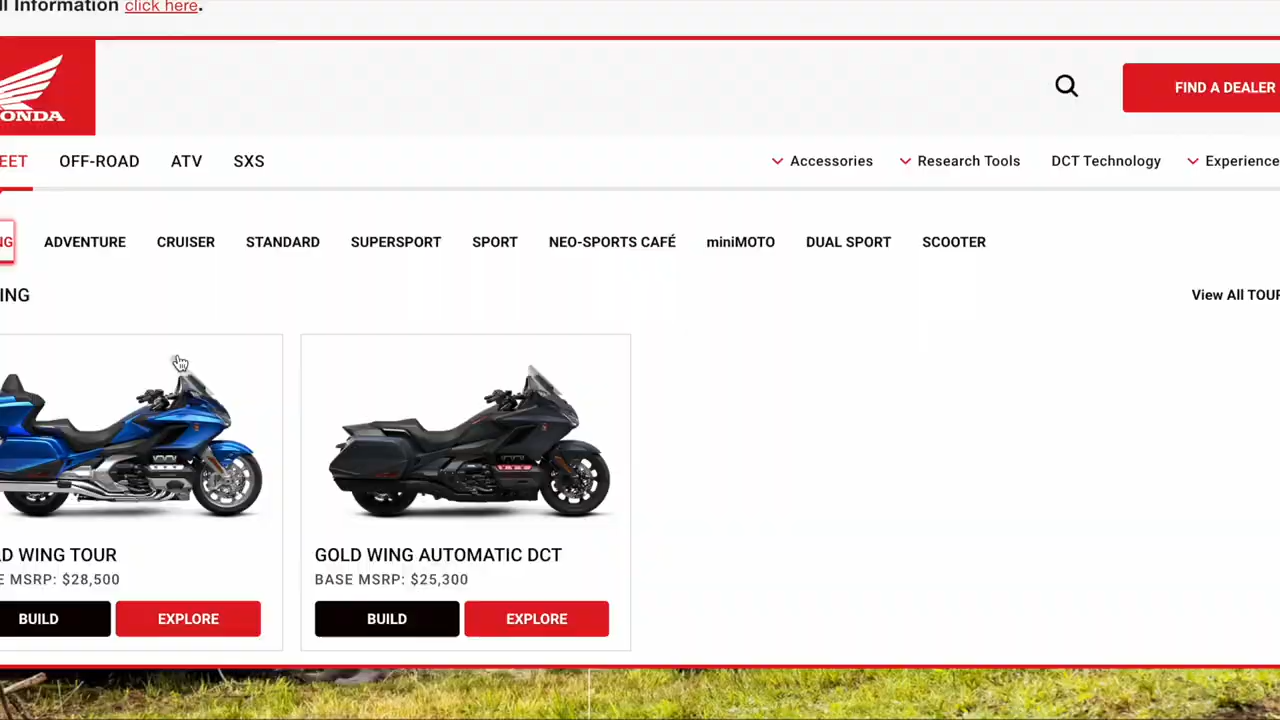 ll Information click here.
ONDA
FIND A DEALER
EET OFF-ROAD ATV SXS
Accessories Research Tools DCT Technology Experience
NG ADVENTURE CRUISER STANDARD SUPERSPORT SPORT NEO-SPORTS CAFÉ miniMOTO DUAL SPORT SCOOTER
ING
View All TOUR
D WING TOUR
E MSRP: $28,500
BUILD EXPLORE
GOLD WING AUTOMATIC DCT
BASE MSRP: $25,300
BUILD EXPLORE